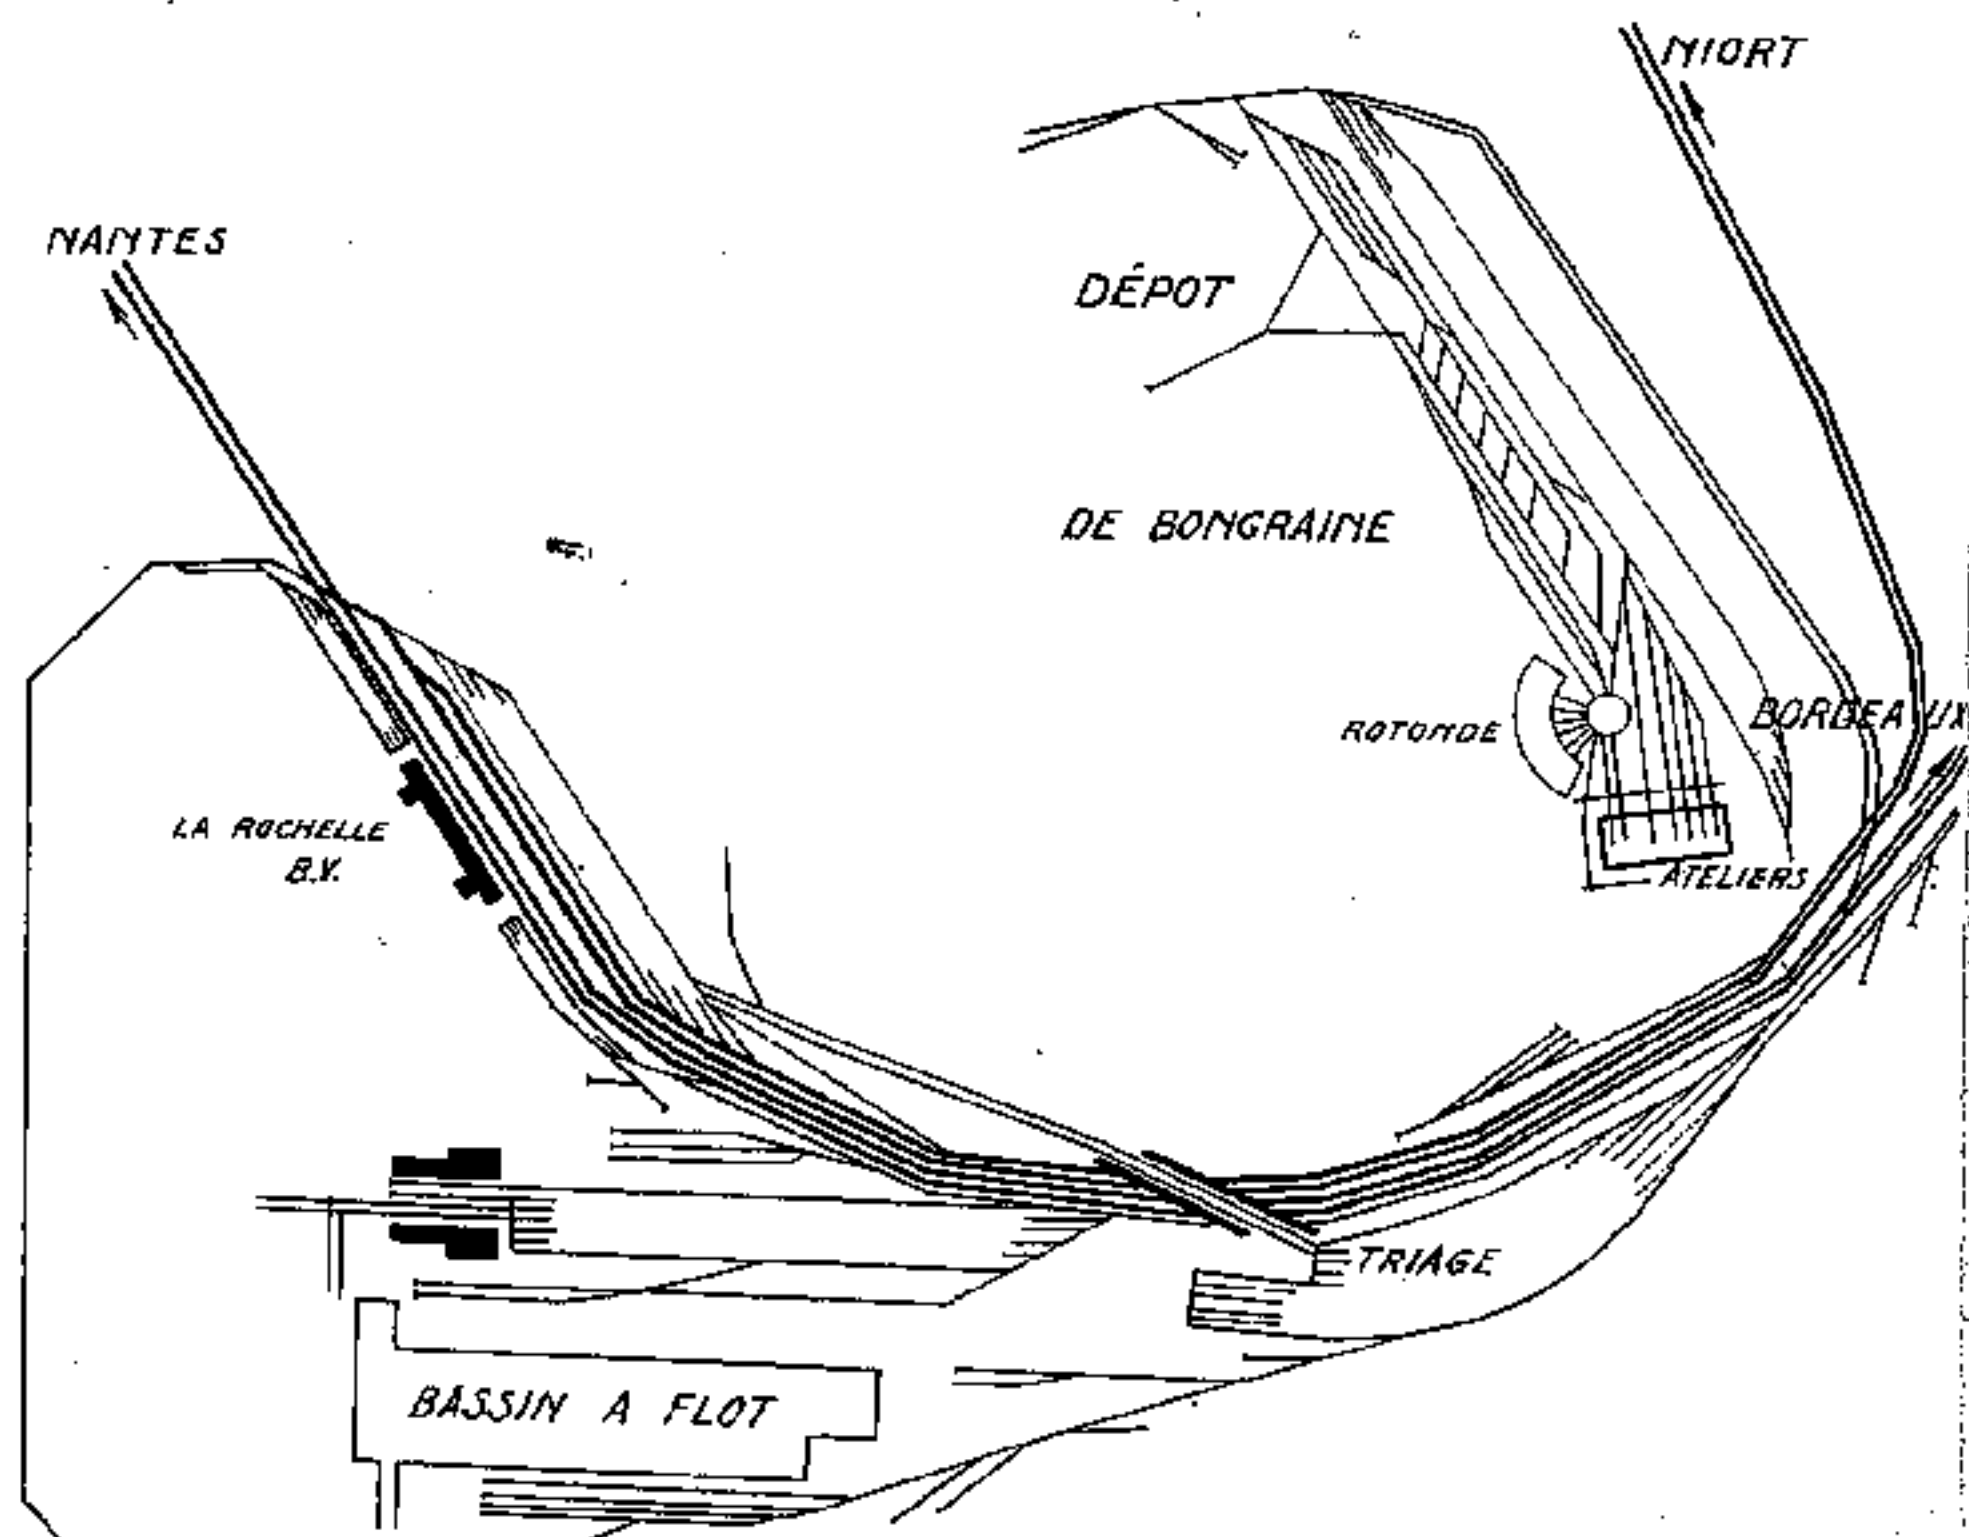 NIORT
NANTES
DÉPOT
DE BONGRAINE
ROTONDE
BORDEAUX
LA ROCHELLE
B.V.
ATELIERS
TRIAGE
BASSIN A FLOT